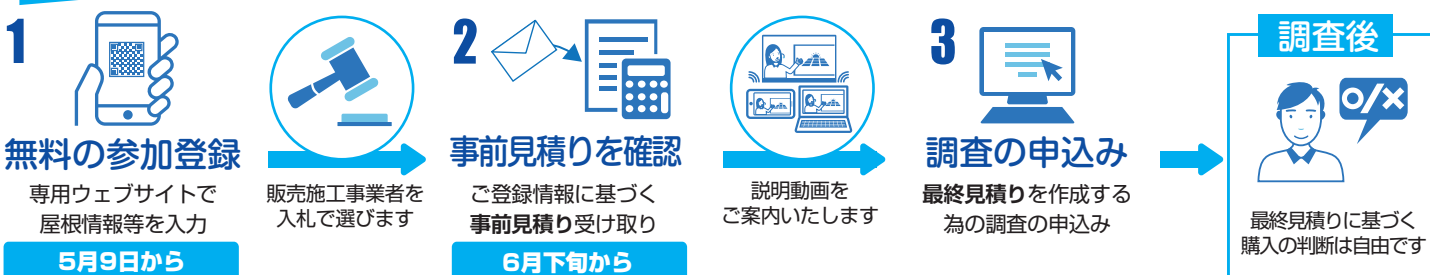 1
無料の参加登録
専用ウェブサイトで
屋根情報等を入力
5月9日から
販売施工事業者を
入札で選びます
2
事前見積りを確認
ご登録情報に基づく
事前見積り受け取り
6月下旬から
説明動画を
ご案内いたします
3
調査の申込み
最終見積りを作成する
為の調査の申込み
調査後
o/×
最終見積りに基づく
購入の判断は自由です